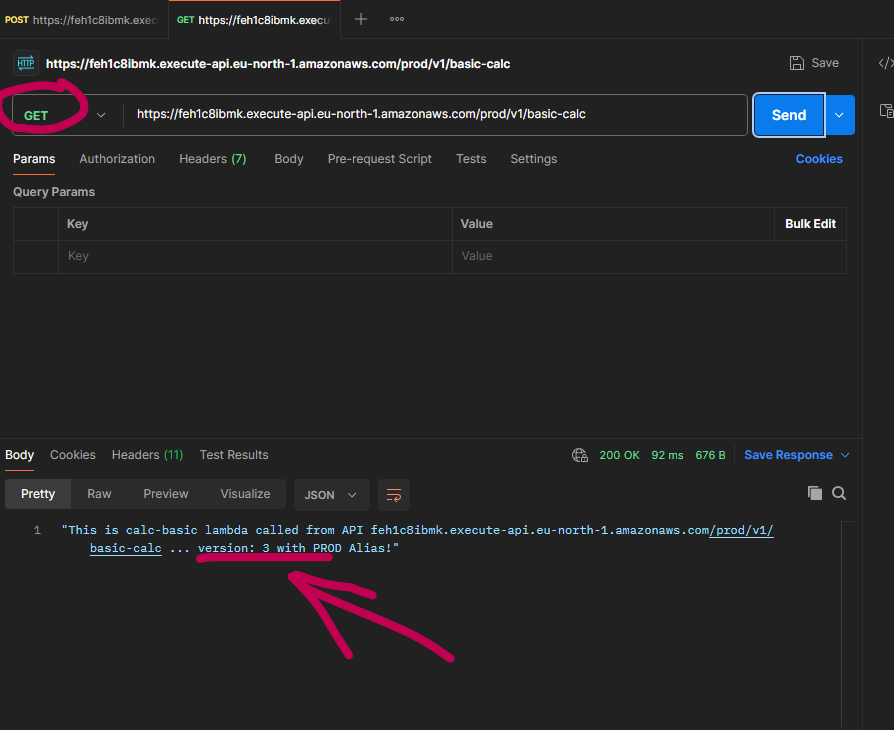 POST https://feh1c8ibmk.exec
GET https://feh1c8ibmk.execu
HTTP https://feh1c8ibmk.execute-api.eu-north-1.amazonaws.com/prod/v1/basic-calc Save
GET https://feh1c8ibmk.execute-api.eu-north-1.amazonaws.com/prod/v1/basic-calc Send
Params Authorization Headers (7) Body Pre-request Script Tests Settings Cookies
Query Params
Key Value Bulk Edit
Key Value
Body Cookies Headers (11) Test Results 200 OK 92 ms 676 B Save Response
Pretty Raw Preview Visualize JSON
1 "This is calc-basic lambda called from API feh1c8ibmk.execute-api.eu-north-1.amazonaws.com/prod/v1/
basic-calc ... version: 3 with PROD Alias!"